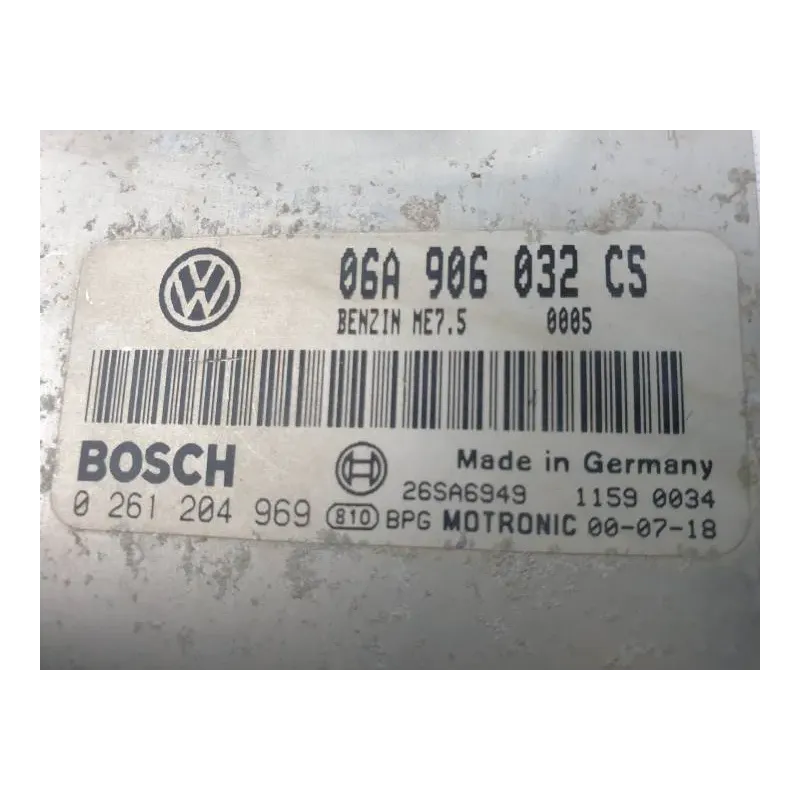 06A 906 032 CS
BENZIN ME7.5 0005
BOSCH Made in Germany
26SA6949 1159 0034
0 261 204 969 810 BPG MOTRONIC 00-07-18